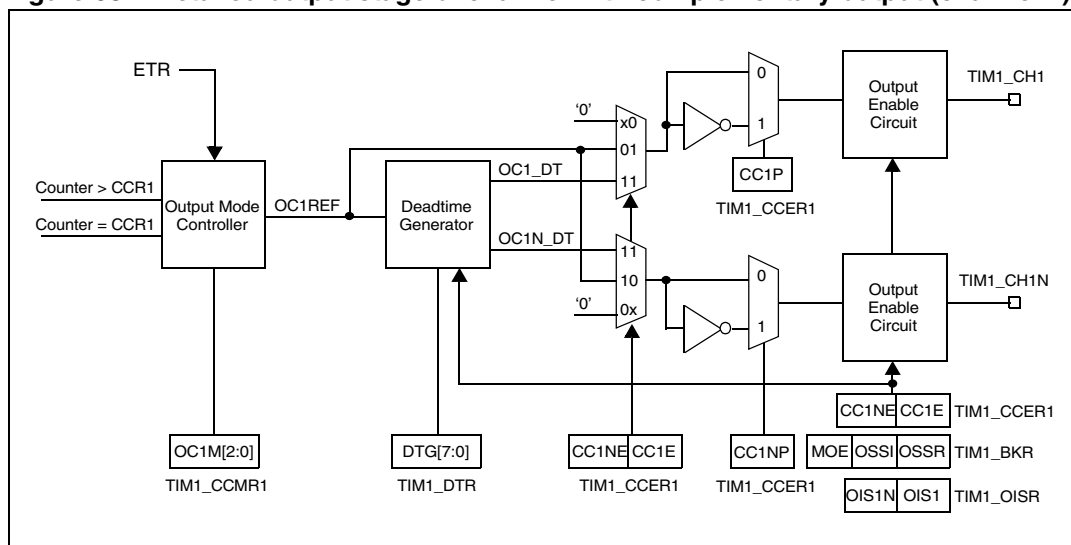 ETR
Counter > CCR1
Counter = CCR1
Output Mode
Controller
OC1REF
Deadtime
Generator
OC1_DT
OC1N_DT
'0'
x0
01
11
11
10
'0'
0x
0
1
CC1P
TIM1_CCER1
0
1
Output
Enable
Circuit
TIM1_CH1
Output
Enable
Circuit
TIM1_CH1N
CC1NE CC1E TIM1_CCER1
OC1M[2:0]
TIM1_CCMR1
DTG[7:0]
TIM1_DTR
CC1NE CC1E
TIM1_CCER1
CC1NP
TIM1_CCER1
MOE OSSI OSSR TIM1_BKR
OIS1N OIS1 TIM1_OISR